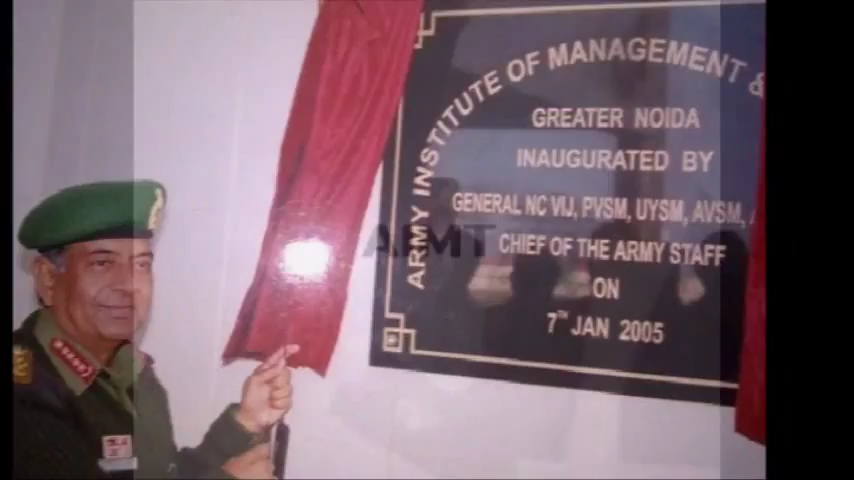 ARMY INSTITUTE OF MANAGEMENT &
GREATER NOIDA
INAUGURATED BY
GENERAL NC VIJ, PVSM, UYSM, AVSM,
CHIEF OF THE ARMY STAFF
ON
7TH JAN 2005